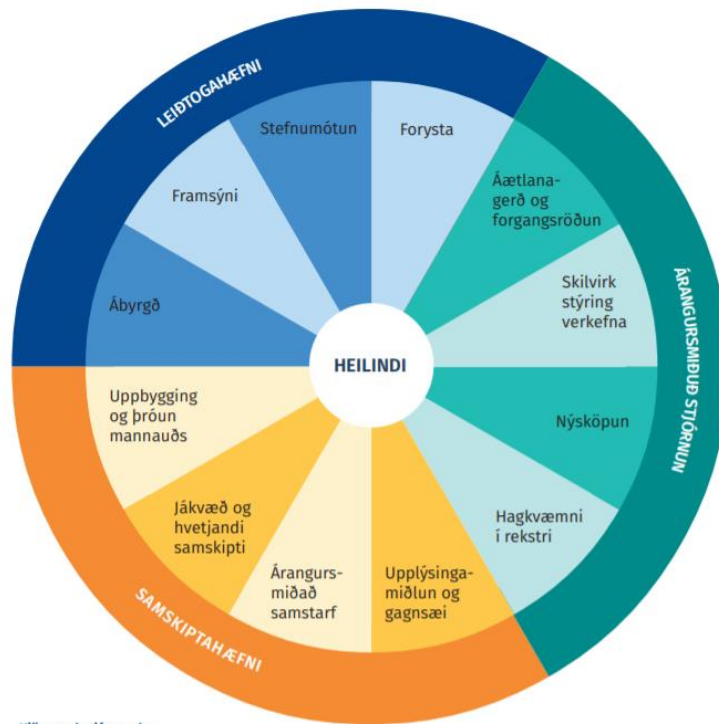 LEIÐTOGAHÆFNI
Stefnumótun
Forysta
Framsýni
Áætlana-
gerð og
forgangsröðun
Ábyrgð
Skilvirk
stýring
verkefna
ÁRANGURSMIÐUÐ STJÓRNUN
HEILINDI
Uppbygging
og þróun
mannauðs
Nýsköpun
Jákvæð og
hvetjandi
samskipti
Hagkvæmni
í rekstri
Árangurs-
miðað
samstarf
Upplýsinga-
miðlun og
gagnsæi
SAMSKIPTAHÆFNI